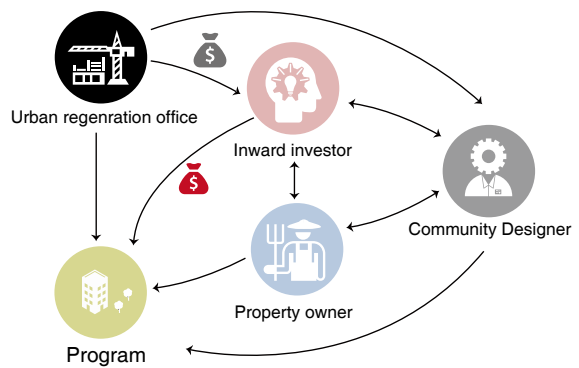 Urban regenration office
$
Inward investor
$
Community Designer
Property owner
Program